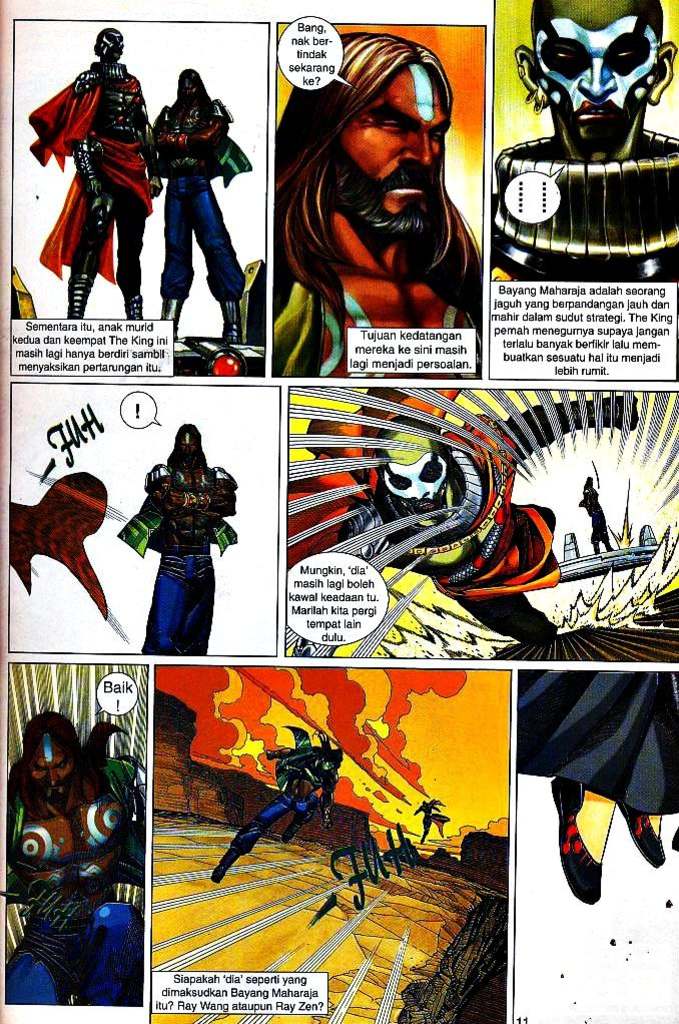 Bang,
nak ber-
tindak
sekarang
ke?
Sementara itu, anak murid
kedua dan keempat The King ini
masih lagi hanya berdiri sambil
menyaksikan pertarungan itu.
Tujuan kedatangan
mereka ke sini masih
lagi menjadi persoalan.
Bayang Maharaja adalah seorang
jaguh yang berpandangan jauh dan
mahir dalam sudut strategi. The King
pernah menegurnya supaya jangan
terlalu banyak berfikir lalu mem-
buatkan sesuatu hal itu menjadi
lebih rumit.
FUH
!
Mungkin, 'dia'
masih lagi boleh
kawal keadaan tu.
Marilah kita pergi
tempat lain
dulu.
Baik
!
FUHH
Siapakah 'dia' seperti yang
dimaksudkan Bayang Maharaja
itu? Ray Wang ataupun Ray Zen?
11